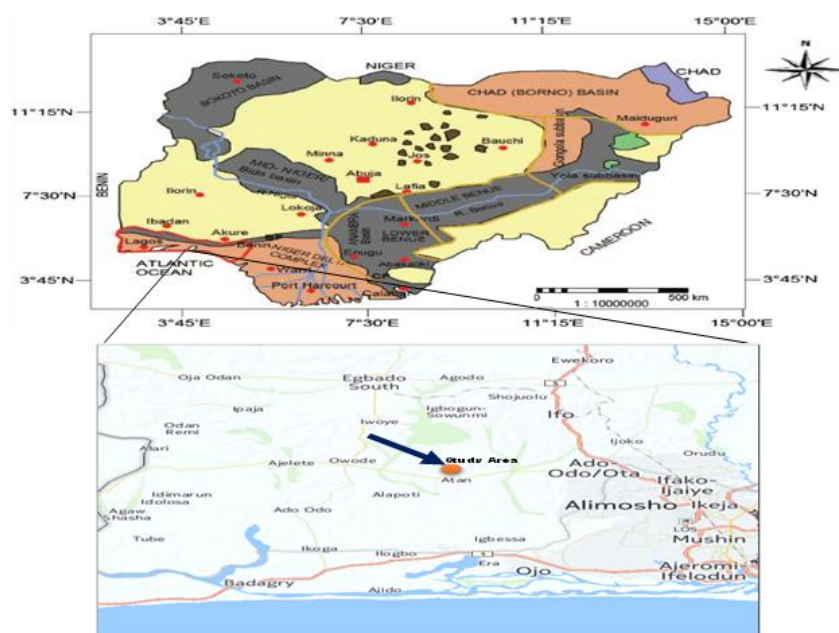 3°45'E 7°30'E 11°15'E 15°00'E
N
NIGER
Sokoto
SOKOTO BASIN
CHAD (BORNO) BASIN
CHAD
11°15'N
Ilorin
11°15'N
Maiduguri
Kaduna
Bauchi
Gongola subbasin
Minna
Jos
MID-NIGER
Bida basin
Abuja
Yola subbasin
BENIN
7°30'N
Ilorin
Lafia
MIDDLE BENUE
7°30'N
R. Niger
R. Benue
Lokoja
Makurdi
Ibadan
ANAMBRA
Basin
LOWER
BENUE
CAMEROON
Akure
Lagos
Benin
Enugu
NIGER DELTA
COMPLEX
Abakaliki
ATLANTIC
OCEAN
Warri
3°45'N
CF
3°45'N
Port Harcourt
Calabar
1 : 10000000
500 km
3°45'E 7°30'E 11°15'E 15°00'E
Ewekoro
Oja Odan
Egbado
South
Agodo
5
Shojuolu
Ipaja
Igbogun-
Sowunmi
Ifo
Iwoye
Odan
Remi
Ijoko
Orudu
Alari
Study Area
Ajelete
Owode
Ado-
Odo/Ota
Atan
Ifako-
Ijaiye
Idimarun
Idolosa
Alapoti
Alimosho
Ikeja
Agaw
Shasha
Ado Odo
LOS
Tube
Igbessa
Mushin
Ikoga
Ilogbo
1
Era
Ojo
Ajeromi-
Ifelodun
Badagry
Ajido